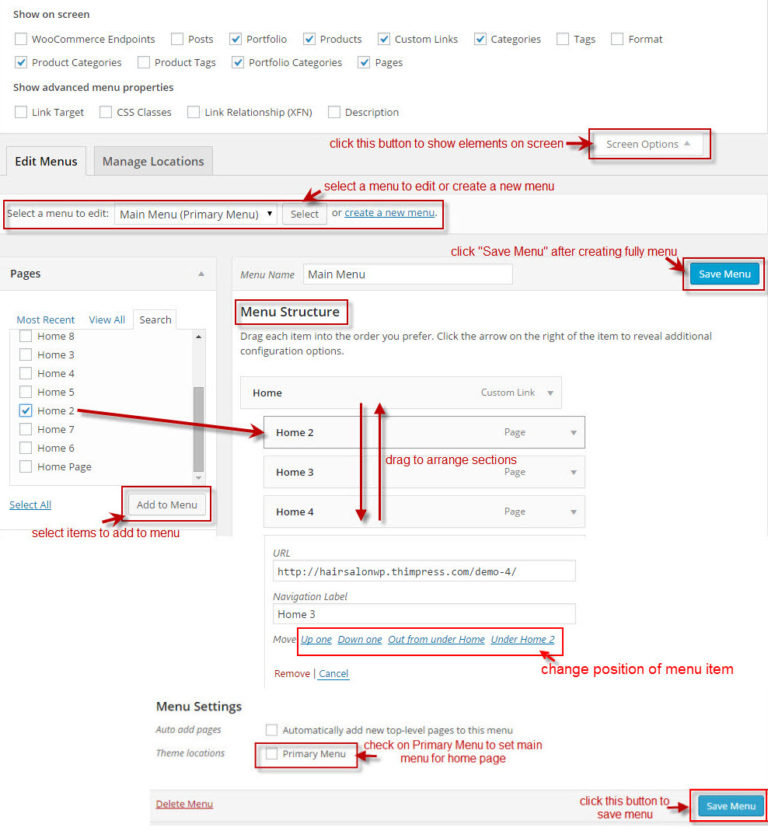 Show on screen
WooCommerce Endpoints Posts Portfolio Products Custom Links Categories Tags Format
Product Categories Product Tags Portfolio Categories Pages
Show advanced menu properties
Link Target CSS Classes Link Relationship (XFN) Description
click this button to show elements on screen Screen Options
Edit Menus Manage Locations
select a menu to edit or create a new menu
Select a menu to edit: Main Menu (Primary Menu) Select or create a new menu.
click "Save Menu" after creating fully menu
Pages Menu Name Main Menu Save Menu
Most Recent View All Search
Menu Structure
Home 8
Drag each item into the order you prefer. Click the arrow on the right of the item to reveal additional
configuration options.
Home 3
Home 4
Home 5
Home 2
Home 7
Home 6
Home Page
Select All Add to Menu
select items to add to menu
Home Custom Link
Home 2 Page
drag to arrange sections
Home 3 Page
Home 4 Page
URL
http://hairsalonwp.thimpress.com/demo-4/
Navigation Label
Home 3
Move Up one Down one Out from under Home Under Home 2
change position of menu item
Remove | Cancel
Menu Settings
Auto add pages Automatically add new top-level pages to this menu
Theme locations Primary Menu
check on Primary Menu to set main
menu for home page
Delete Menu
click this button to
save menu
Save Menu